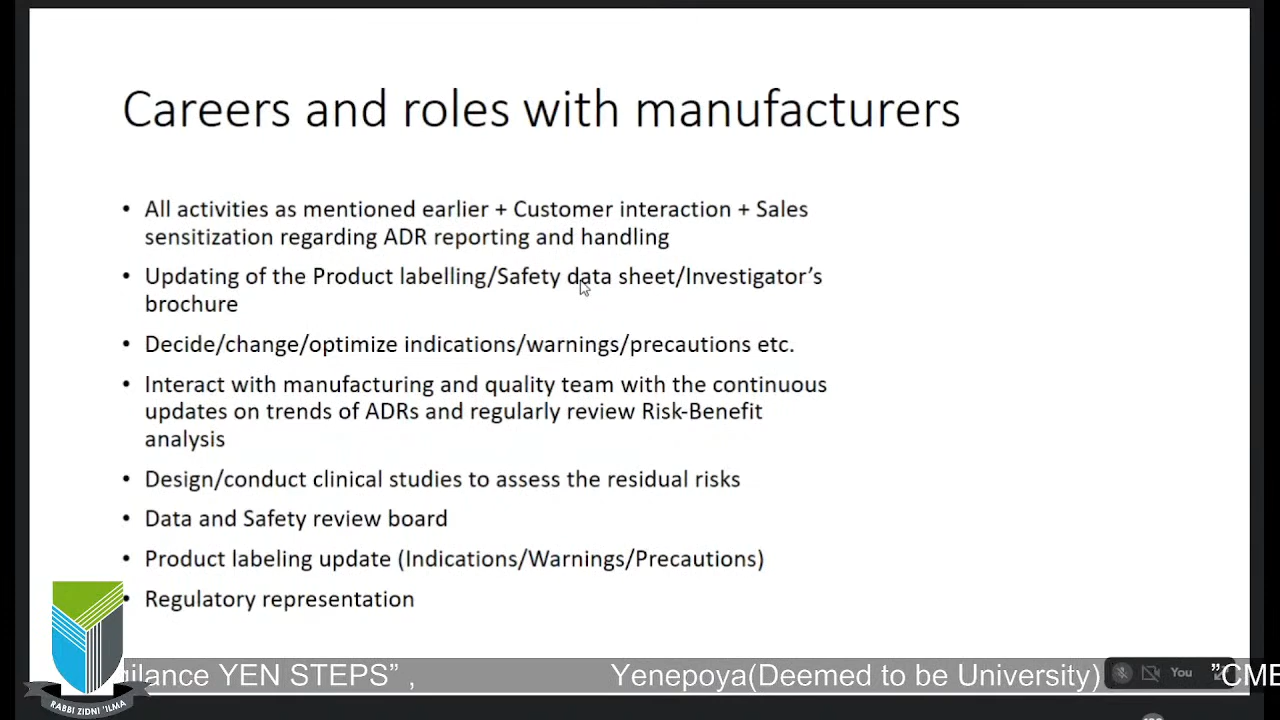 Careers and roles with manufacturers
• All activities as mentioned earlier + Customer interaction + Sales
sensitization regarding ADR reporting and handling
• Updating of the Product labelling/Safety data sheet/Investigator’s
brochure
• Decide/change/optimize indications/warnings/precautions etc.
• Interact with manufacturing and quality team with the continuous
updates on trends of ADRs and regularly review Risk-Benefit
analysis
• Design/conduct clinical studies to assess the residual risks
• Data and Safety review board
• Product labeling update (Indications/Warnings/Precautions)
• Regulatory representation
gilance YEN STEPS” , Yenepoya(Deemed to be University) You ”CME
RABBI ZIDNI 'ILMA